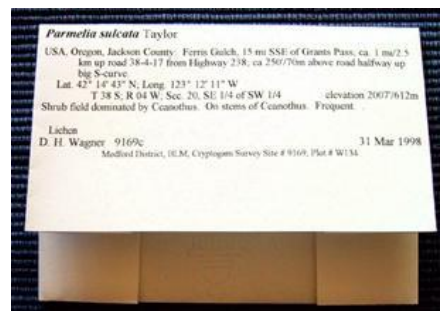 Parmelia sulcata Taylor
USA, Oregon, Jackson County: Ferris Gulch, 15 mi SSE of Grants Pass, ca. 1 mi/2.5
km up road 38-4-17 from Highway 238; ca 250'/70m above road halfway up
big S-curve.
Lat. 42° 14' 43" N; Long. 123° 12' 11" W
T 38 S; R 04 W; Sec. 20, SE 1/4 of SW 1/4 elevation 2007'/612m
Shrub field dominated by Ceanothus. On stems of Ceanothus. Frequent.
Lichen
D. H. Wagner 9169c 31 Mar 1998
Medford District, BLM, Cryptogam Survey Site # 9169, Plot # W134